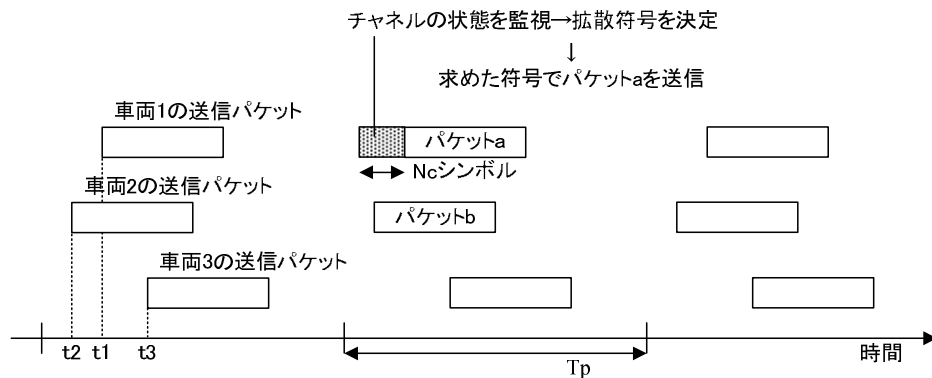 チャネルの状態を監視→拡散符号を決定
↓
求めた符号でパケットaを送信
車両1の送信パケット
パケットa
Ncシンボル
車両2の送信パケット
パケットb
車両3の送信パケット
t2 t1 t3 時間
Tp